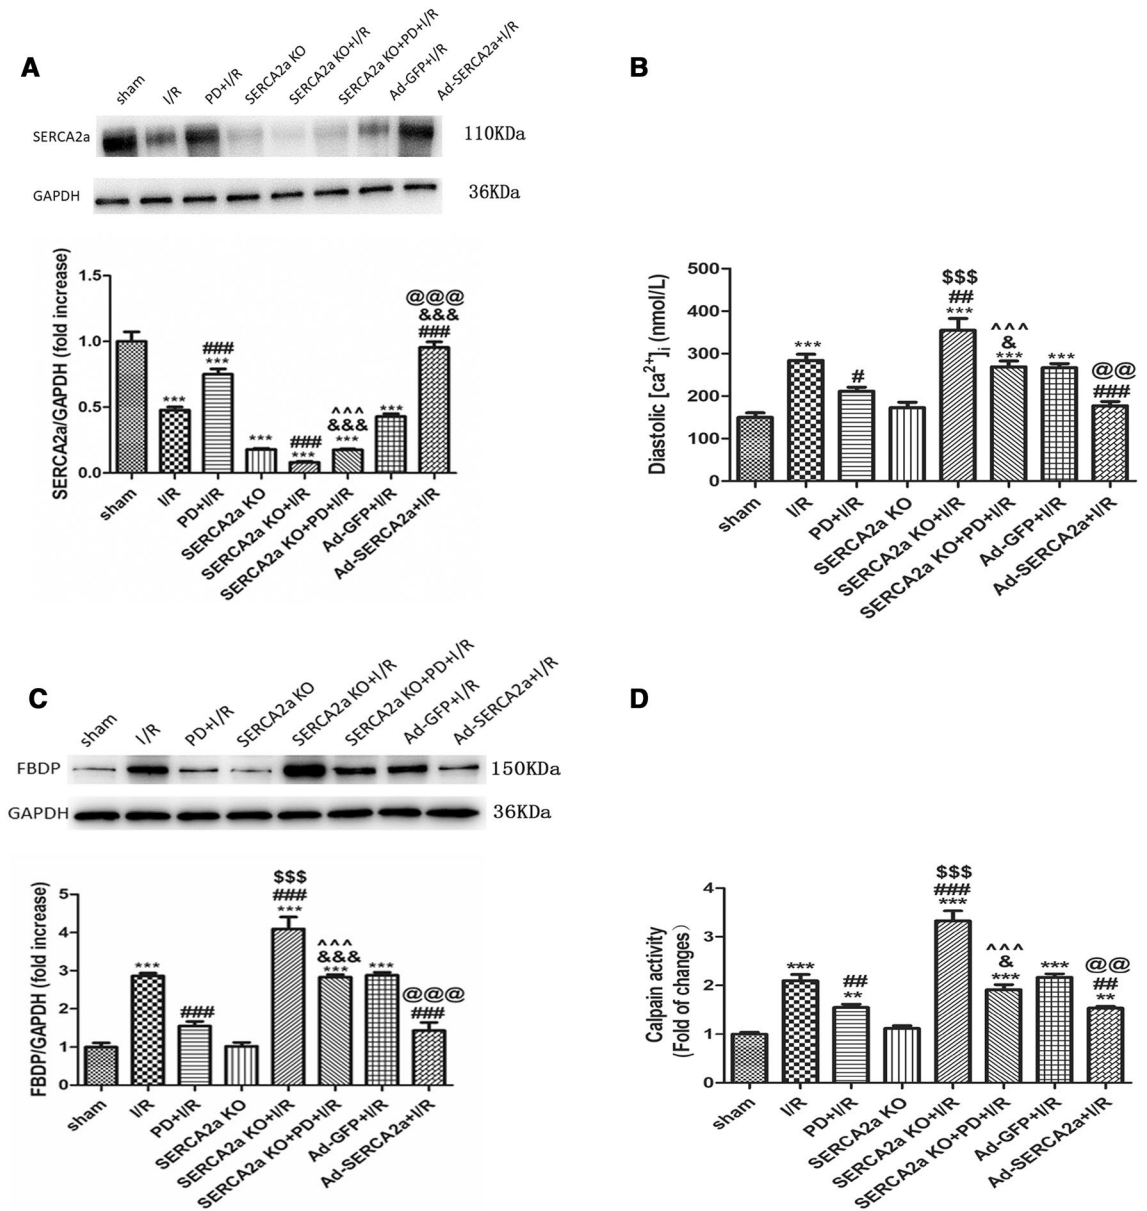 A
sham
I/R
PD+I/R
SERCA2a KO
SERCA2a KO+I/R
SERCA2a KO+PD+I/R
Ad-GFP+I/R
Ad-SERCA2a+I/R
SERCA2a
110KDa
GAPDH
36KDa
SERCA2a/GAPDH (fold increase)
1.5
1.0
0.5
0.0
***
###
***
***
###
***
^^^
&&&
***
***
@@@
&&&
###
sham
I/R
PD+I/R
SERCA2a KO
SERCA2a KO+I/R
SERCA2a KO+PD+I/R
Ad-GFP+I/R
Ad-SERCA2a+I/R
B
Diastolic [ca2+]i (nmol/L)
500
400
300
200
100
0
***
#
$$$
##
***
^^^
&
***
***
@@
###
sham
I/R
PD+I/R
SERCA2a KO
SERCA2a KO+I/R
SERCA2a KO+PD+I/R
Ad-GFP+I/R
Ad-SERCA2a+I/R
C
sham
I/R
PD+I/R
SERCA2a KO
SERCA2a KO+I/R
SERCA2a KO+PD+I/R
Ad-GFP+I/R
Ad-SERCA2a+I/R
FBDP
150KDa
GAPDH
36KDa
FBDP/GAPDH (fold increase)
5
4
3
2
1
0
***
###
$$$
###
***
^^^
&&&
***
***
@@@
###
sham
I/R
PD+I/R
SERCA2a KO
SERCA2a KO+I/R
SERCA2a KO+PD+I/R
Ad-GFP+I/R
Ad-SERCA2a+I/R
D
Calpain activity
(Fold of changes)
4
3
2
1
0
***
##
**
$$$
###
***
^^^
&
***
***
@@
##
**
sham
I/R
PD+I/R
SERCA2a KO
SERCA2a KO+I/R
SERCA2a KO+PD+I/R
Ad-GFP+I/R
Ad-SERCA2a+I/R